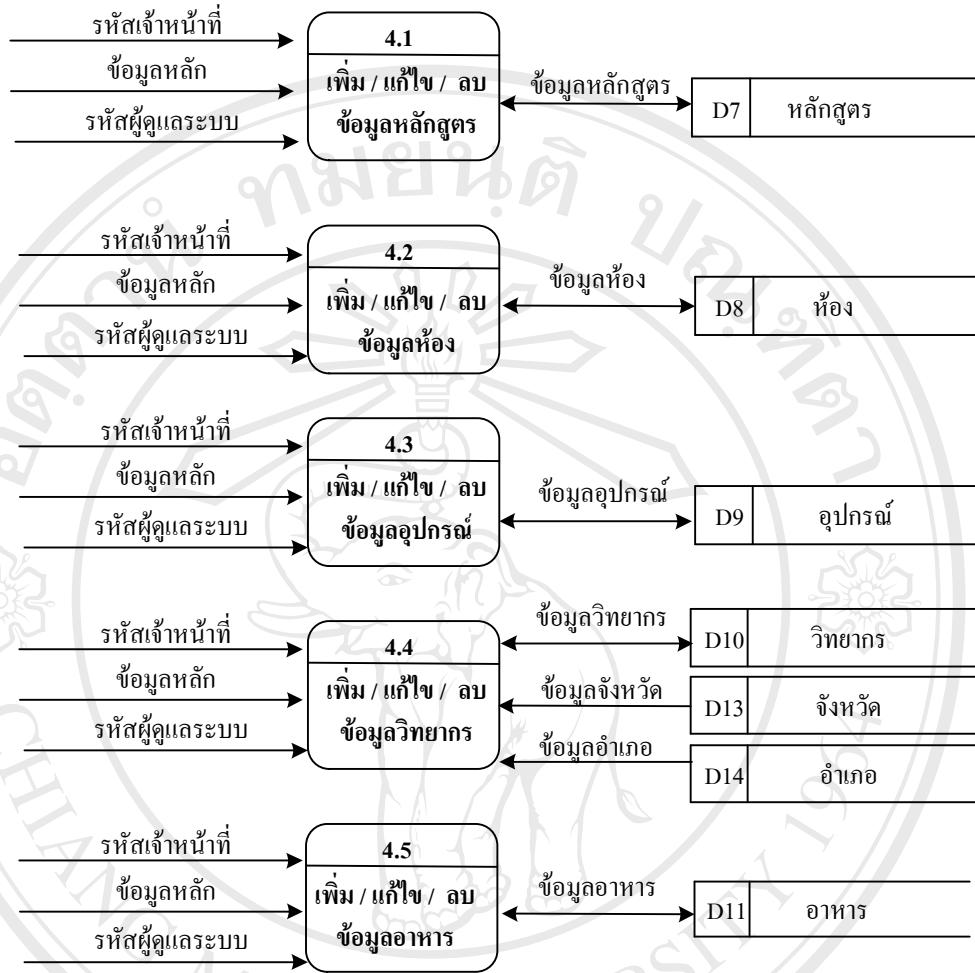 รหัสเจ้าหน้าที่
ข้อมูลหลัก
รหัสผู้ดูแลระบบ
4.1
เพิ่ม / แก้ไข / ลบ
ข้อมูลหลักสูตร
ข้อมูลหลักสูตร
D7 หลักสูตร
รหัสเจ้าหน้าที่
ข้อมูลหลัก
รหัสผู้ดูแลระบบ
4.2
เพิ่ม / แก้ไข / ลบ
ข้อมูลห้อง
ข้อมูลห้อง
D8 ห้อง
รหัสเจ้าหน้าที่
ข้อมูลหลัก
รหัสผู้ดูแลระบบ
4.3
เพิ่ม / แก้ไข / ลบ
ข้อมูลอุปกรณ์
ข้อมูลอุปกรณ์
D9 อุปกรณ์
รหัสเจ้าหน้าที่
ข้อมูลหลัก
รหัสผู้ดูแลระบบ
4.4
เพิ่ม / แก้ไข / ลบ
ข้อมูลวิทยากร
ข้อมูลวิทยากร
D10 วิทยากร
ข้อมูลจังหวัด
D13 จังหวัด
ข้อมูลอำเภอ
D14 อำเภอ
รหัสเจ้าหน้าที่
ข้อมูลหลัก
รหัสผู้ดูแลระบบ
4.5
เพิ่ม / แก้ไข / ลบ
ข้อมูลอาหาร
ข้อมูลอาหาร
D11 อาหาร